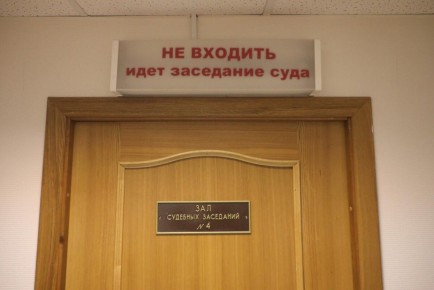 НЕ ВХОДИТЬ
идет заседание суда
ЗАЛ
СУДЕБНЫХ ЗАСЕДАНИЙ
№ 4